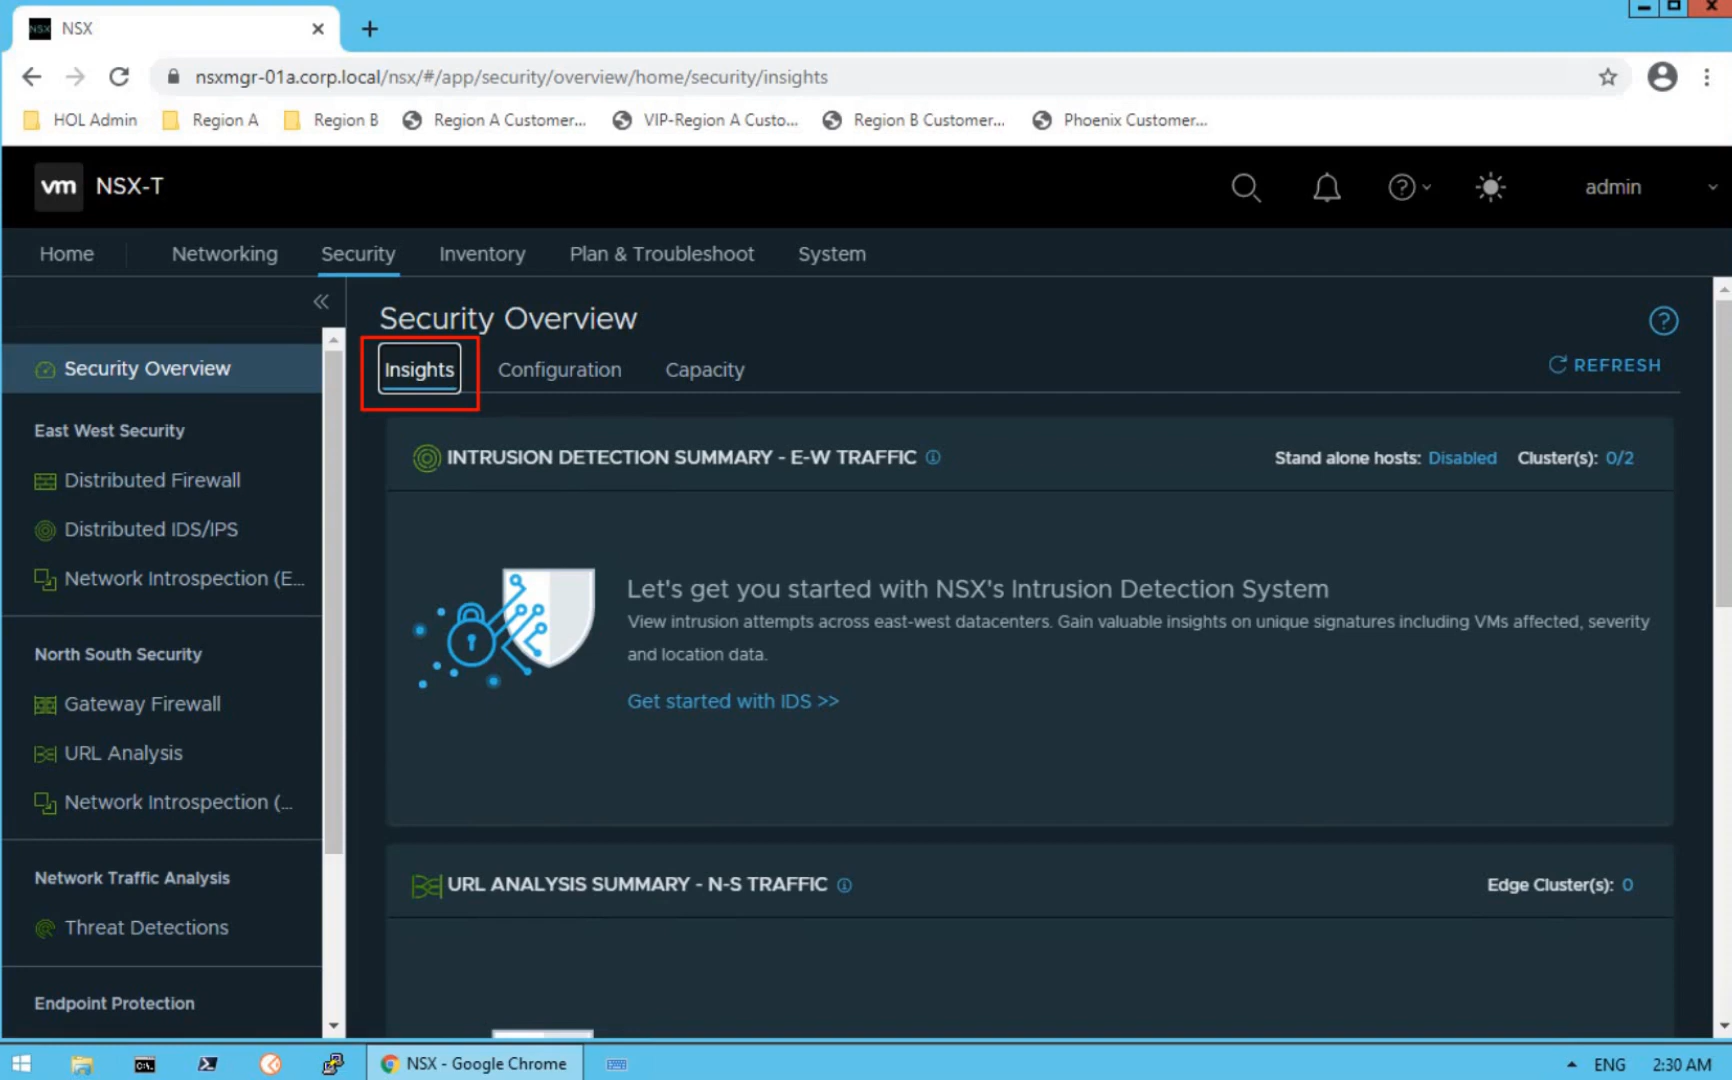 NSX
nsxmgr-01a.corp.local/nsx/#/app/security/overview/home/security/insights
HOL Admin
Region A
Region B
Region A Customer...
VIP-Region A Custo...
Region B Customer...
Phoenix Customer...
vm NSX-T
admin
Home
Networking
Security
Inventory
Plan & Troubleshoot
System
Security Overview
East West Security
Distributed Firewall
Distributed IDS/IPS
Network Introspection (E...
North South Security
Gateway Firewall
URL Analysis
Network Introspection (...
Network Traffic Analysis
Threat Detections
Endpoint Protection
Security Overview
Insights
Configuration
Capacity
REFRESH
INTRUSION DETECTION SUMMARY - E-W TRAFFIC
Stand alone hosts: Disabled Cluster(s): 0/2
Let's get you started with NSX's Intrusion Detection System
View intrusion attempts across east-west datacenters. Gain valuable insights on unique signatures including VMs affected, severity
and location data.
Get started with IDS >>
URL ANALYSIS SUMMARY - N-S TRAFFIC
Edge Cluster(s): 0
NSX - Google Chrome
ENG
2:30 AM